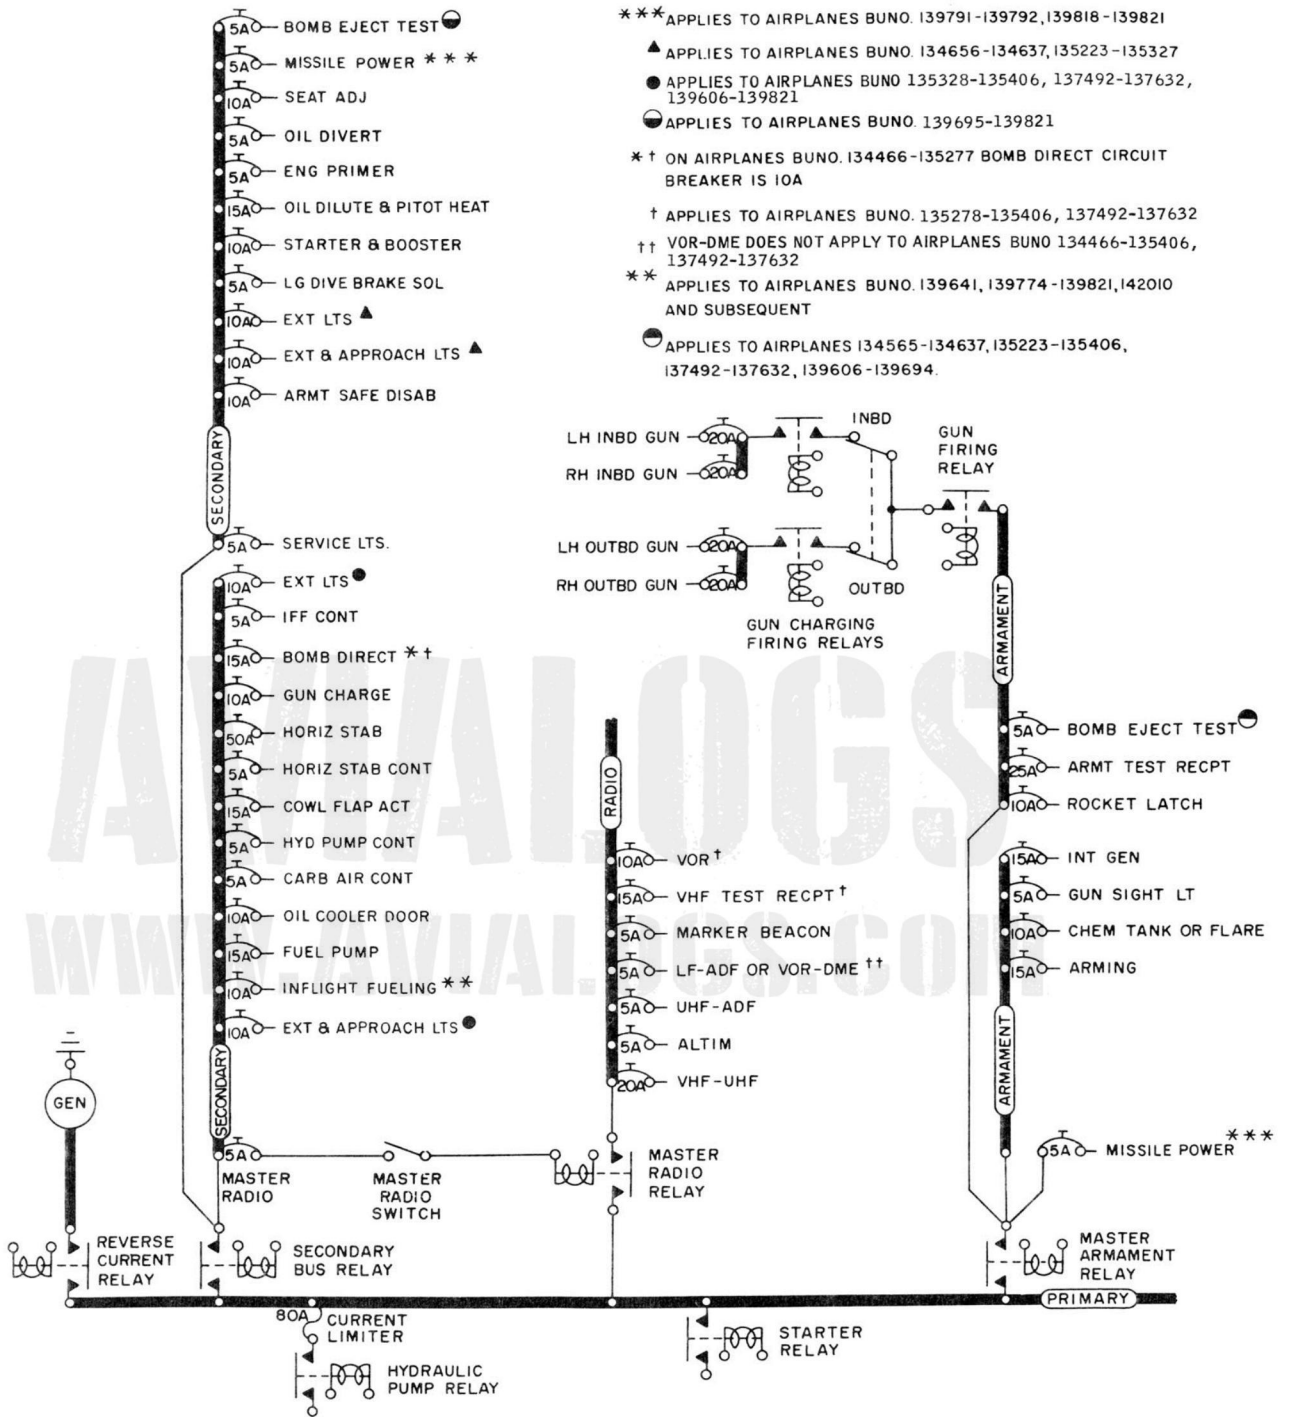 5A BOMB EJECT TEST
5A MISSILE POWER ***
10A SEAT ADJ
5A OIL DIVERT
5A ENG PRIMER
15A OIL DILUTE & PITOT HEAT
10A STARTER & BOOSTER
5A LG DIVE BRAKE SOL
10A EXT LTS ▲
10A EXT & APPROACH LTS ▲
10A ARMT SAFE DISAB
SECONDARY
5A SERVICE LTS.
10A EXT LTS ●
5A IFF CONT
15A BOMB DIRECT *†
10A GUN CHARGE
50A HORIZ STAB
5A HORIZ STAB CONT
15A COWL FLAP ACT
5A HYD PUMP CONT
5A CARB AIR CONT
10A OIL COOLER DOOR
15A FUEL PUMP
10A INFLIGHT FUELING **
10A EXT & APPROACH LTS ●
SECONDARY
5A
MASTER
RADIO
MASTER
RADIO
SWITCH
*** APPLIES TO AIRPLANES BUNO. 139791-139792, 139818-139821
▲ APPLIES TO AIRPLANES BUNO. 134656-134637, 135223-135327
● APPLIES TO AIRPLANES BUNO 135328-135406, 137492-137632,
139606-139821
APPLIES TO AIRPLANES BUNO. 139695-139821
*† ON AIRPLANES BUNO. 134466-135277 BOMB DIRECT CIRCUIT
BREAKER IS 10A
† APPLIES TO AIRPLANES BUNO. 135278-135406, 137492-137632
†† VOR-DME DOES NOT APPLY TO AIRPLANES BUNO 134466-135406,
137492-137632
** APPLIES TO AIRPLANES BUNO. 139641, 139774-139821, 142010
AND SUBSEQUENT
APPLIES TO AIRPLANES 134565-134637, 135223-135406,
137492-137632, 139606-139694.
LH INBD GUN 20A
RH INBD GUN 20A
INBD
GUN
FIRING
RELAY
LH OUTBD GUN 20A
RH OUTBD GUN 20A
OUTBD
GUN CHARGING
FIRING RELAYS
ARMAMENT
5A BOMB EJECT TEST
25A ARMT TEST RECPT
10A ROCKET LATCH
15A INT GEN
5A GUN SIGHT LT
10A CHEM TANK OR FLARE
15A ARMING
ARMAMENT
5A MISSILE POWER ***
RADIO
10A VOR †
15A VHF TEST RECPT †
5A MARKER BEACON
5A LF-ADF OR VOR-DME ††
5A UHF-ADF
5A ALTIM
20A VHF-UHF
MASTER
RADIO
RELAY
GEN
REVERSE
CURRENT
RELAY
SECONDARY
BUS RELAY
MASTER
ARMAMENT
RELAY
PRIMARY
80A CURRENT
LIMITER
HYDRAULIC
PUMP RELAY
STARTER
RELAY
AVIALOGS
WWW.AVIALOGS.COM